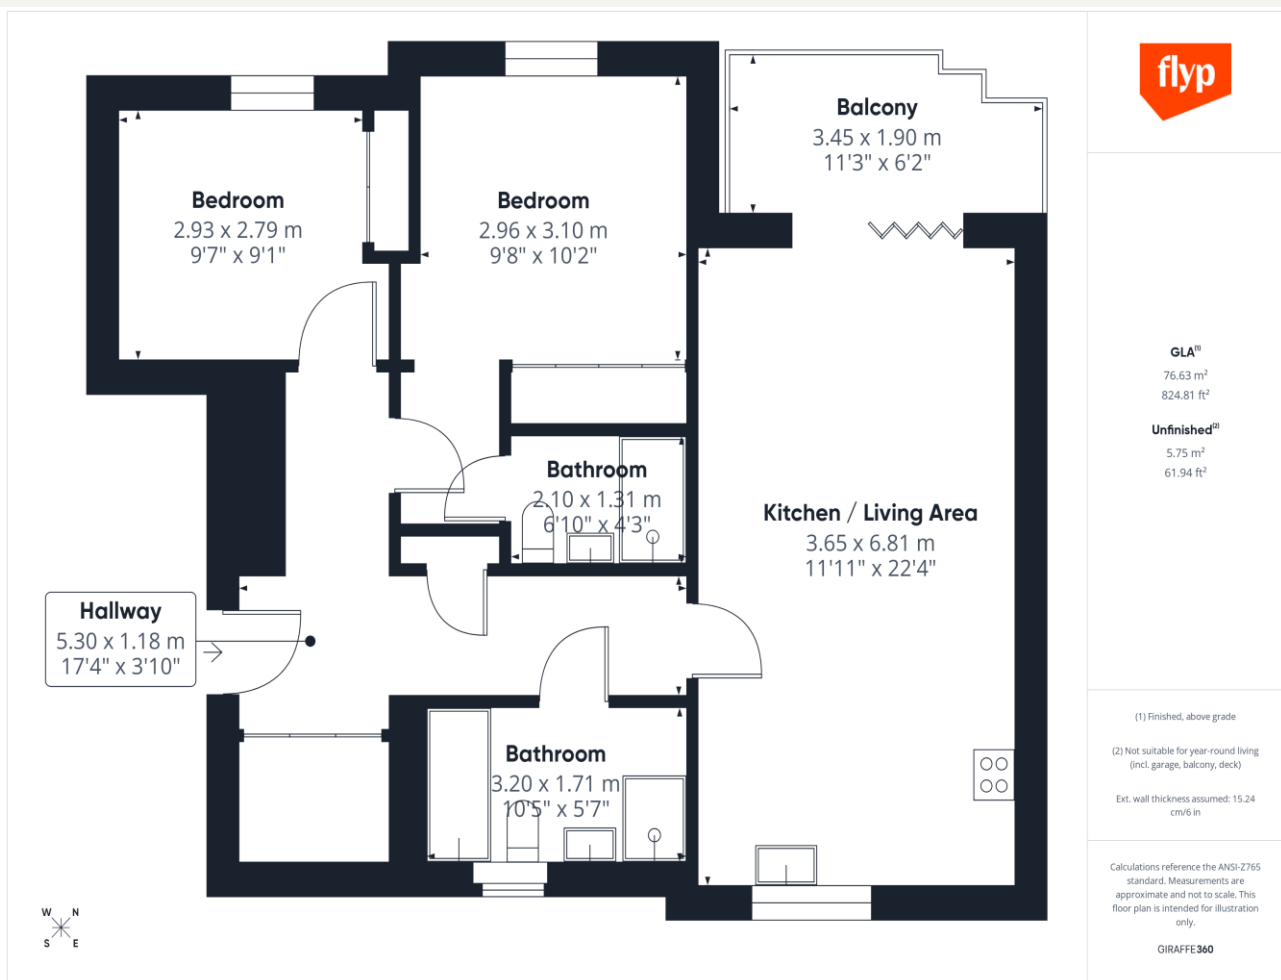 flyp
Balcony
3.45 x 1.90 m
11'3" x 6'2"
Bedroom
2.93 x 2.79 m
9'7" x 9'1"
Bedroom
2.96 x 3.10 m
9'8" x 10'2"
Bathroom
2.10 x 1.31 m
6'10" x 4'3"
Kitchen / Living Area
3.65 x 6.81 m
11'11" x 22'4"
Hallway
5.30 x 1.18 m
17'4" x 3'10"
Bathroom
3.20 x 1.71 m
10'5" x 5'7"
W N
S E
GLA⁽¹⁾
76.63 m²
824.81 ft²
Unfinished⁽²⁾
5.75 m²
61.94 ft²
(1) Finished, above grade
(2) Not suitable for year-round living
(incl. garage, balcony, deck)
Ext. wall thickness assumed: 15.24
cm/6 in
Calculations reference the ANSI-Z765
standard. Measurements are
approximate and not to scale. This
floor plan is intended for illustration
only.
GIRAFFE360